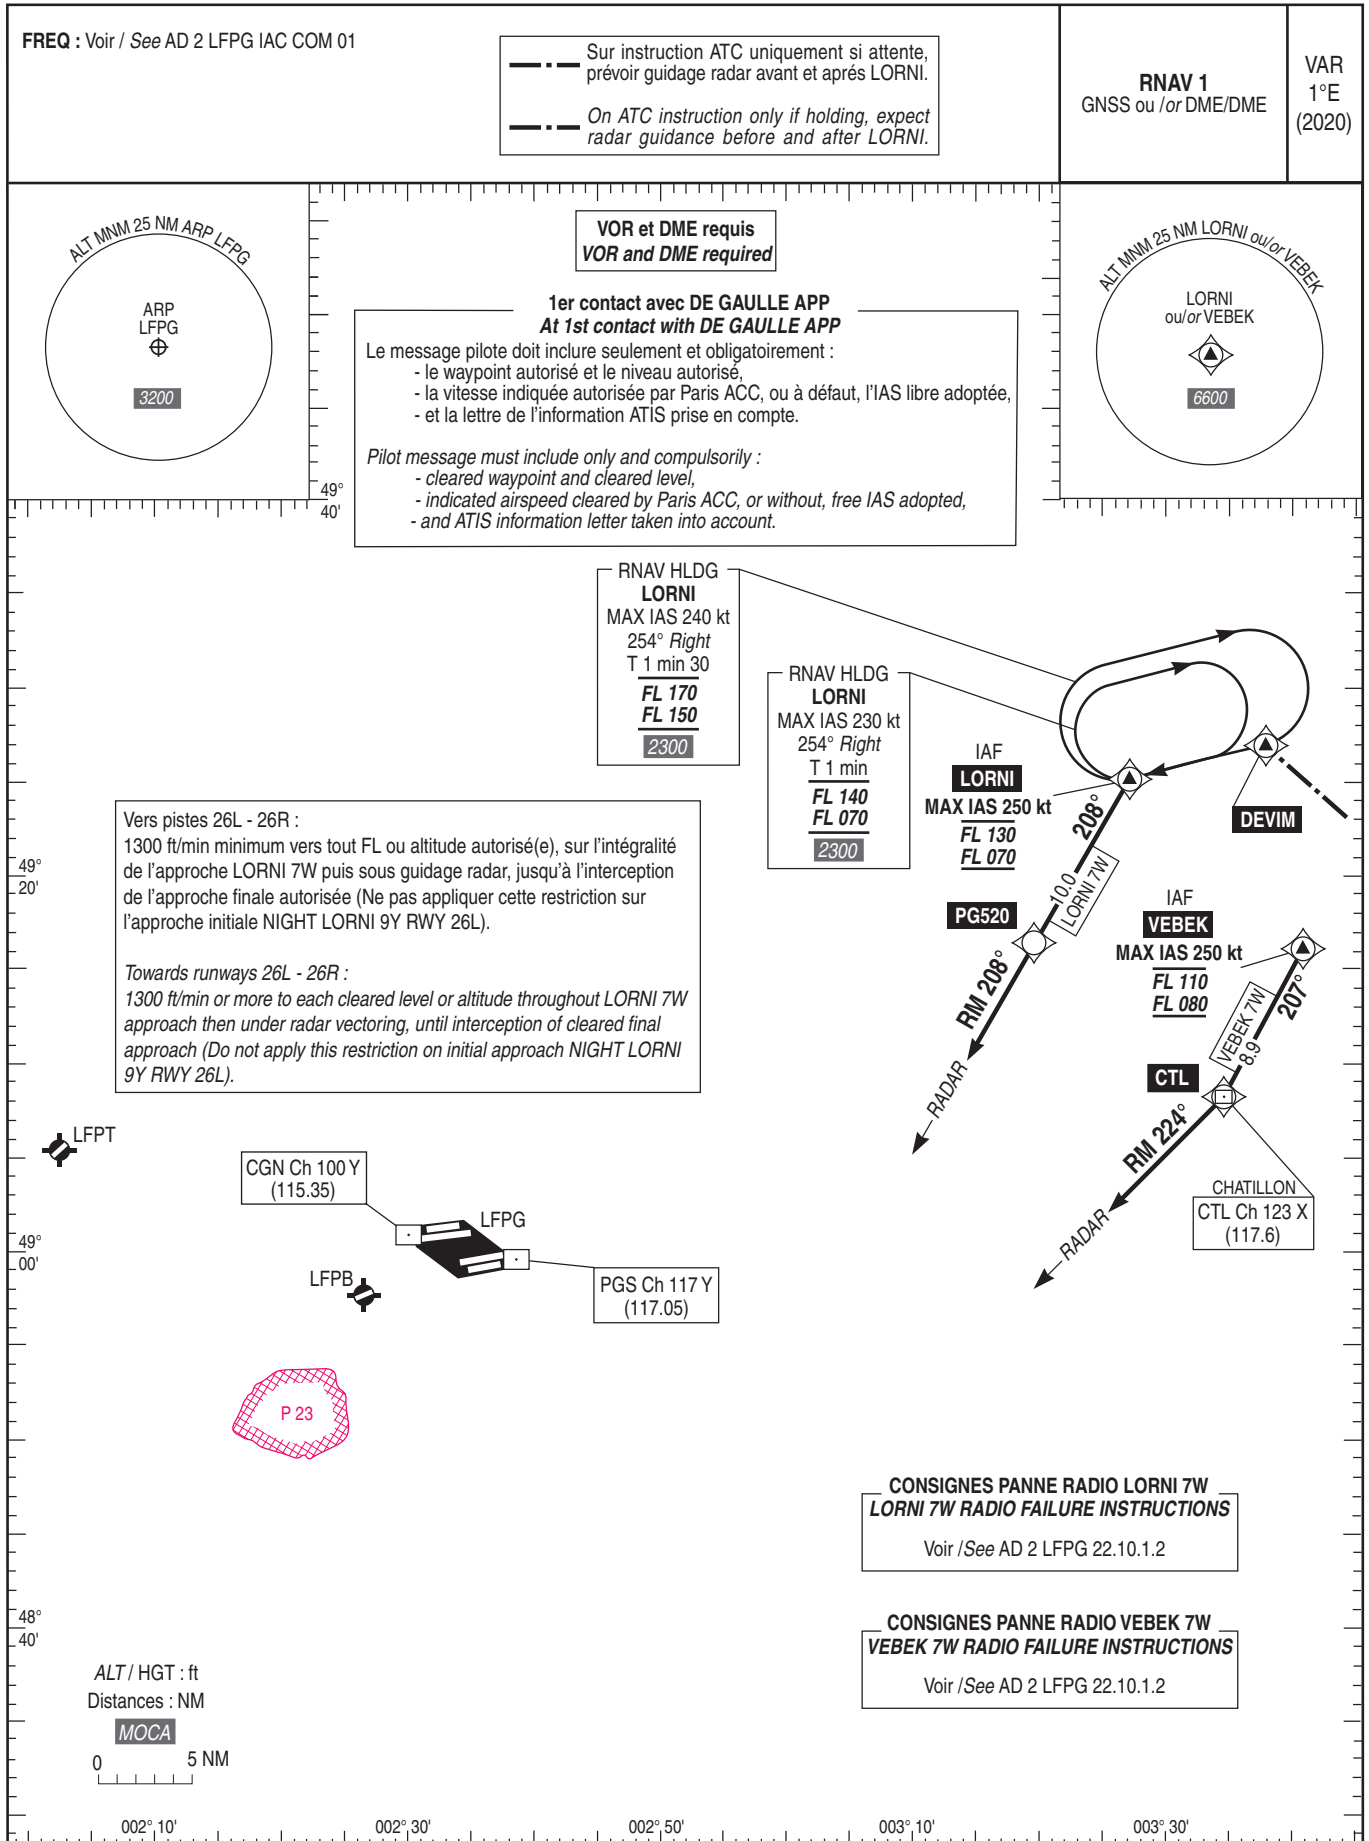 FREQ : Voir / See AD 2 LFPG IAC COM 01
Sur instruction ATC uniquement si attente,
prévoir guidage radar avant et aprés LORNI.
On ATC instruction only if holding, expect
radar guidance before and after LORNI.
RNAV 1
GNSS ou /or DME/DME
VAR
1°E
(2020)
ALT MNM 25 NM ARP LFPG
ARP
LFPG
3200
VOR et DME requis
VOR and DME required
ALT MNM 25 NM LORNI ou/or VEBEK
LORNI
ou/or VEBEK
6600
1er contact avec DE GAULLE APP
At 1st contact with DE GAULLE APP
Le message pilote doit inclure seulement et obligatoirement :
- le waypoint autorisé et le niveau autorisé,
- la vitesse indiquée autorisée par Paris ACC, ou à défaut, l'IAS libre adoptée,
- et la lettre de l'information ATIS prise en compte.
Pilot message must include only and compulsorily :
- cleared waypoint and cleared level,
- indicated airspeed cleared by Paris ACC, or without, free IAS adopted,
- and ATIS information letter taken into account.
49°
40'
RNAV HLDG
LORNI
MAX IAS 240 kt
254° Right
T 1 min 30
FL 170
FL 150
2300
RNAV HLDG
LORNI
MAX IAS 230 kt
254° Right
T 1 min
FL 140
FL 070
2300
IAF
LORNI
MAX IAS 250 kt
FL 130
FL 070
DEVIM
208°
10.0
LORNI 7W
PG520
RM 208°
RADAR
IAF
VEBEK
MAX IAS 250 kt
FL 110
FL 080
207°
VEBEK 7W
8.9
CTL
RM 224°
RADAR
CHATILLON
CTL Ch 123 X
(117.6)
Vers pistes 26L - 26R :
1300 ft/min minimum vers tout FL ou altitude autorisé(e), sur l'intégralité
de l'approche LORNI 7W puis sous guidage radar, jusqu'à l'interception
de l'approche finale autorisée (Ne pas appliquer cette restriction sur
l'approche initiale NIGHT LORNI 9Y RWY 26L).
Towards runways 26L - 26R :
1300 ft/min or more to each cleared level or altitude throughout LORNI 7W
approach then under radar vectoring, until interception of cleared final
approach (Do not apply this restriction on initial approach NIGHT LORNI
9Y RWY 26L).
49°
20'
LFPT
CGN Ch 100 Y
(115.35)
LFPG
49°
00'
LFPB
PGS Ch 117 Y
(117.05)
P 23
CONSIGNES PANNE RADIO LORNI 7W
LORNI 7W RADIO FAILURE INSTRUCTIONS
Voir /See AD 2 LFPG 22.10.1.2
CONSIGNES PANNE RADIO VEBEK 7W
VEBEK 7W RADIO FAILURE INSTRUCTIONS
Voir /See AD 2 LFPG 22.10.1.2
48°
40'
ALT / HGT : ft
Distances : NM
MOCA
0 5 NM
002° 10' 002° 30' 002° 50' 003° 10' 003° 30'